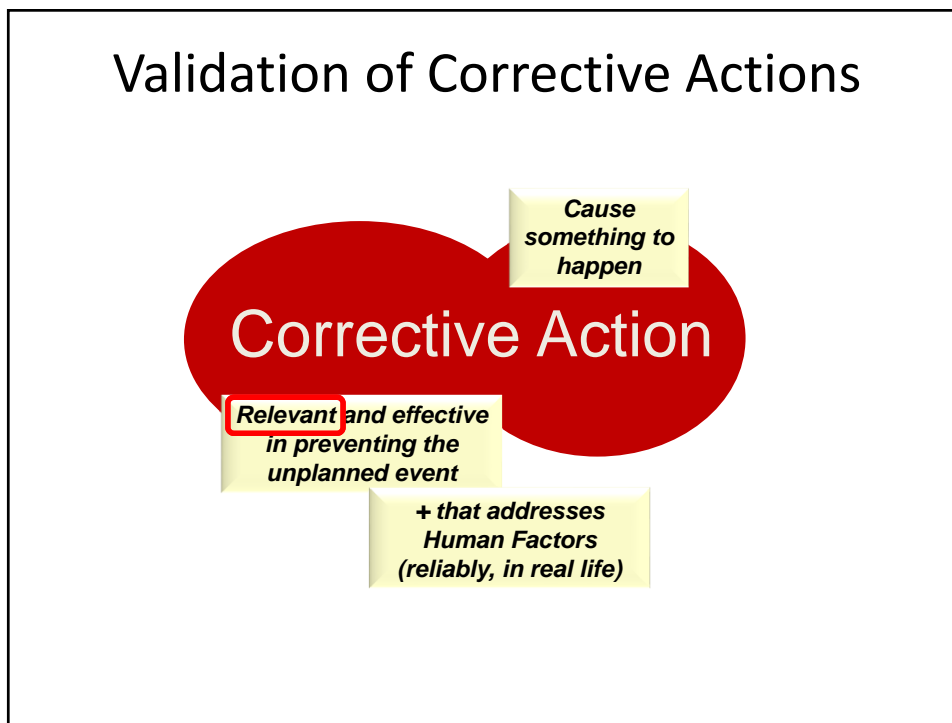 Validation of Corrective Actions
Cause
something to
happen
Corrective Action
Relevant and effective
in preventing the
unplanned event
+ that addresses
Human Factors
(reliably, in real life)